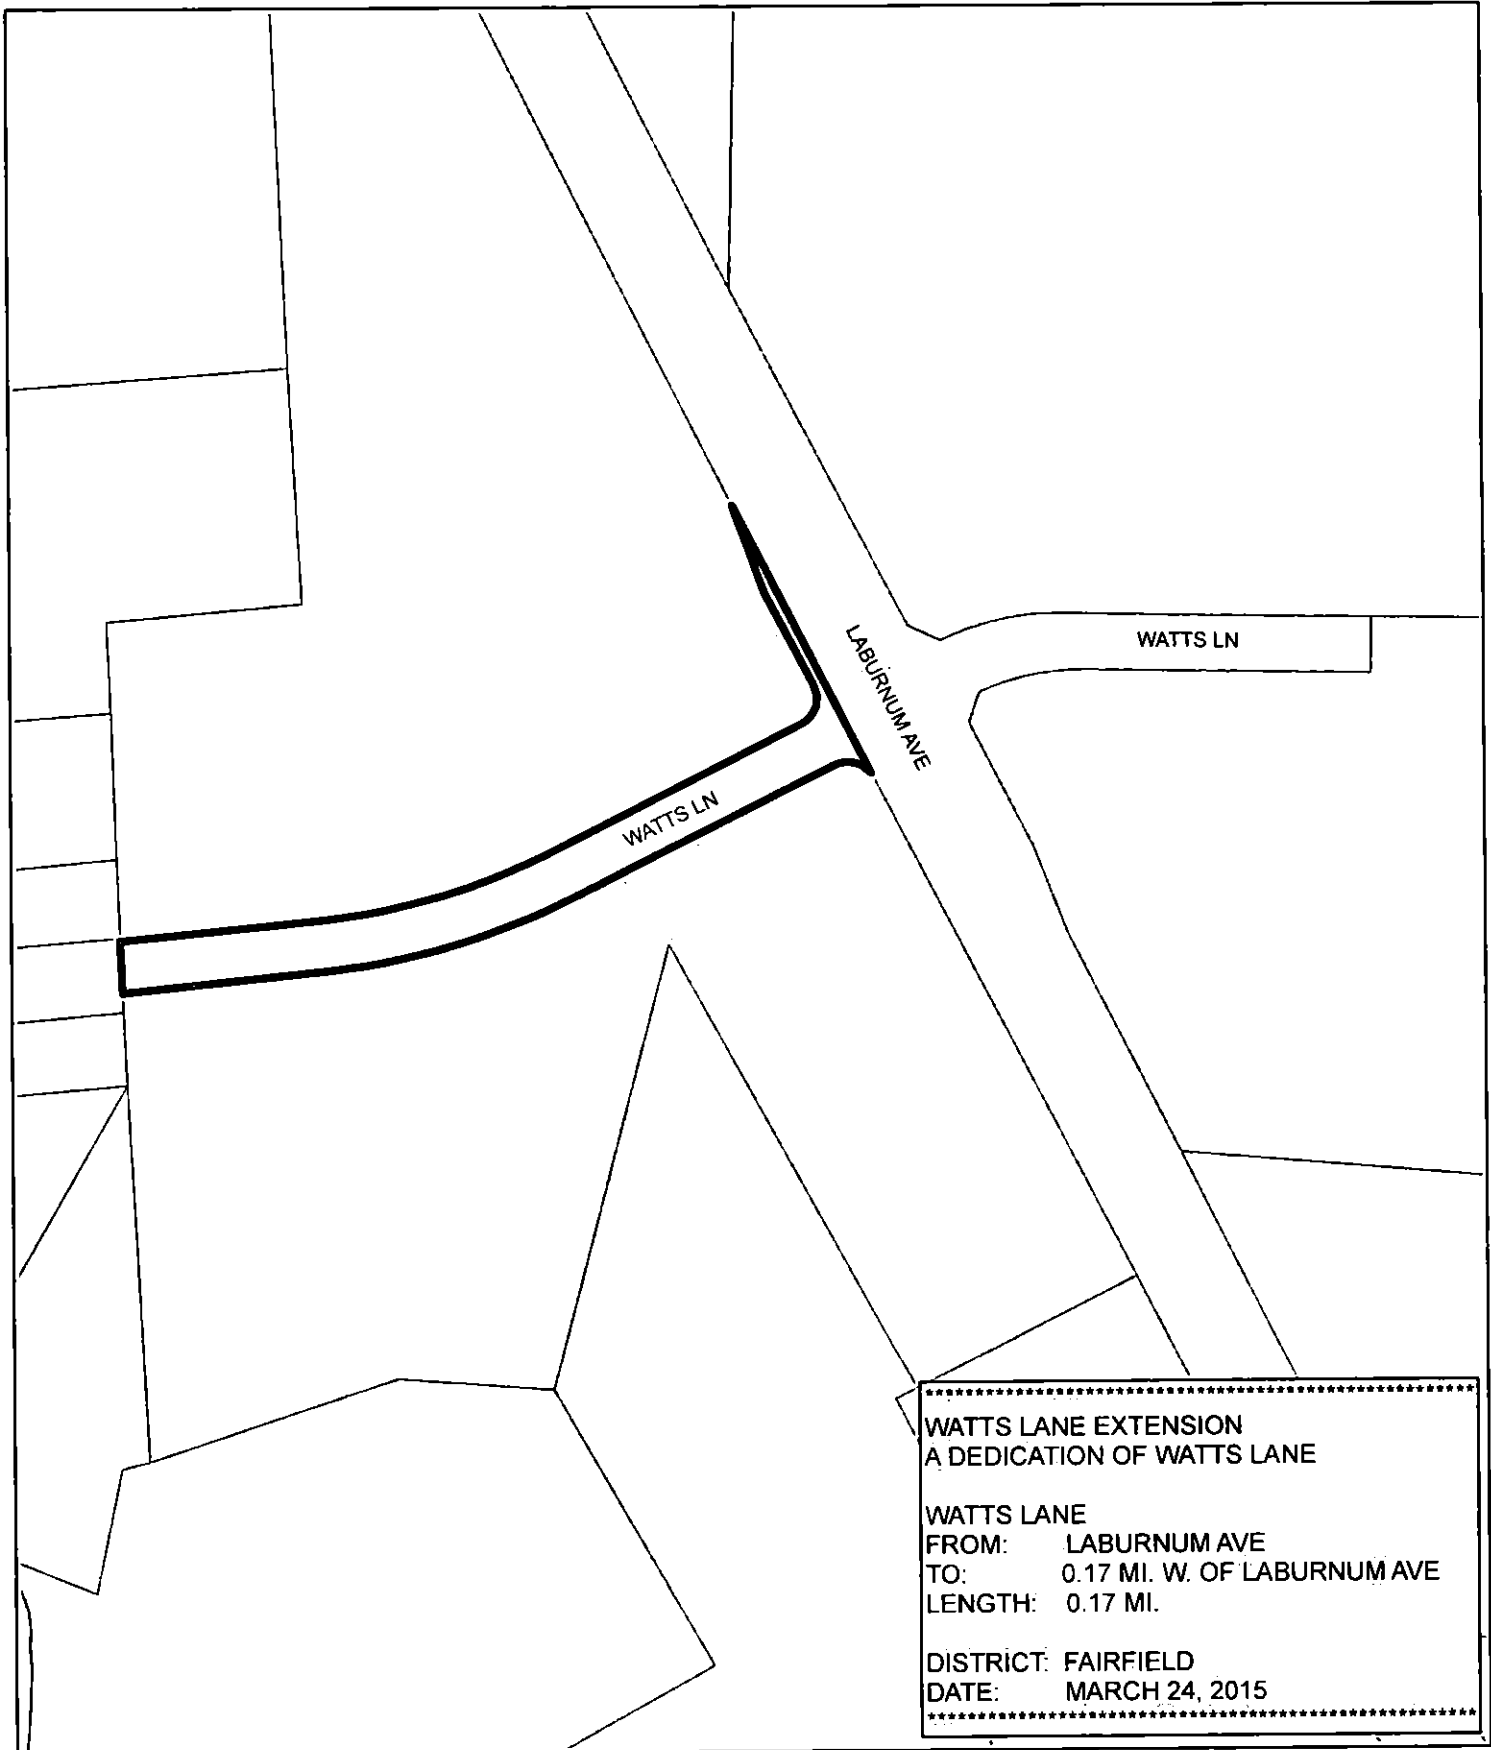 WATTS LN
LABURNUM AVE
WATTS LN
****************************************************************
WATTS LANE EXTENSION
A DEDICATION OF WATTS LANE
WATTS LANE
FROM: LABURNUM AVE
TO: 0.17 MI. W. OF LABURNUM AVE
LENGTH: 0.17 MI.
DISTRICT: FAIRFIELD
DATE: MARCH 24, 2015
****************************************************************